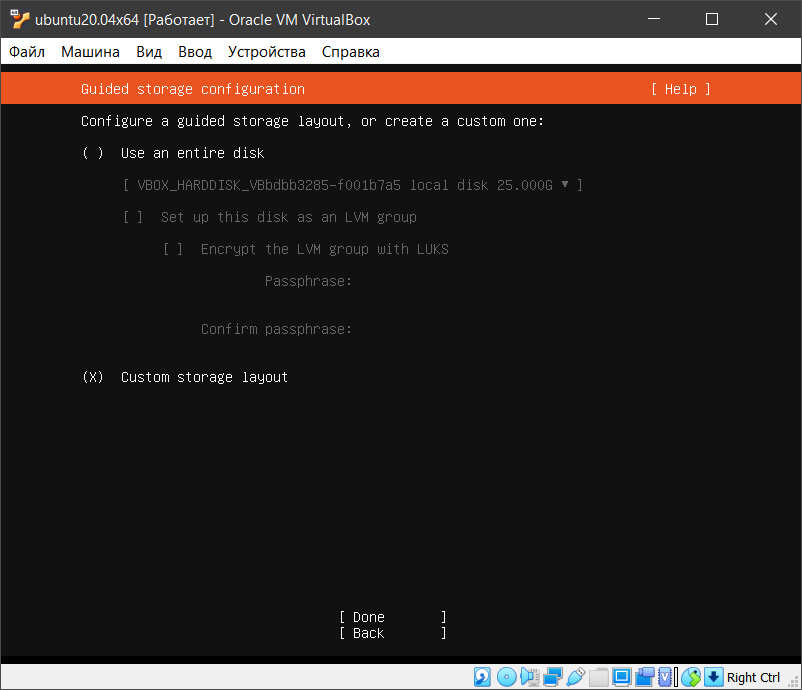 ubuntu20.04x64 [Работает] - Oracle VM VirtualBox
Файл Машина Вид Ввод Устройства Справка
Guided storage configuration [ Help ]
Configure a guided storage layout, or create a custom one:
( ) Use an entire disk
[ VBOX_HARDDISK_VBbdbb3285-f001b7a5 local disk 25.000G ▾ ]
[ ] Set up this disk as an LVM group
[ ] Encrypt the LVM group with LUKS
Passphrase:
Confirm passphrase:
(X) Custom storage layout
[ Done ]
[ Back ]
Right Ctrl